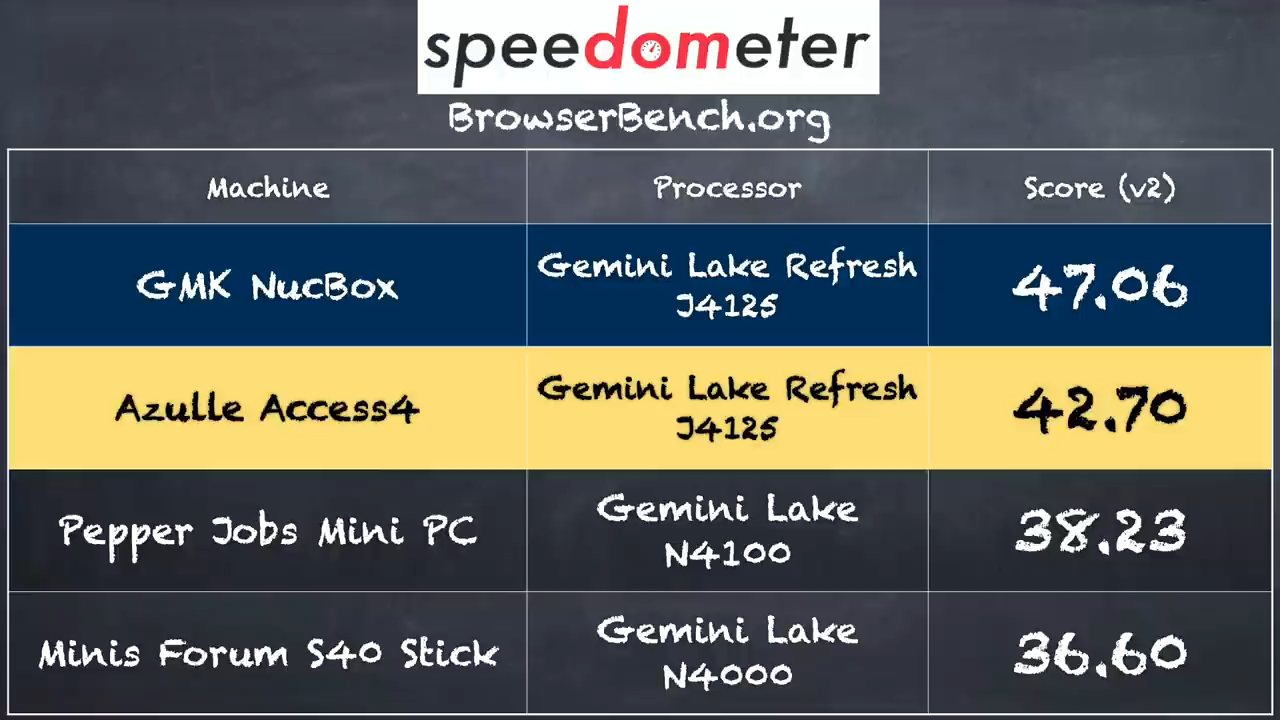 speedometer
BrowserBench.org
Machine Processor Score (v2)
GMK NucBox Gemini Lake Refresh J4125 47.06
Azulle Access4 Gemini Lake Refresh J4125 42.70
Pepper Jobs Mini PC Gemini Lake N4100 38.23
Minis Forum S40 Stick Gemini Lake N4000 36.60